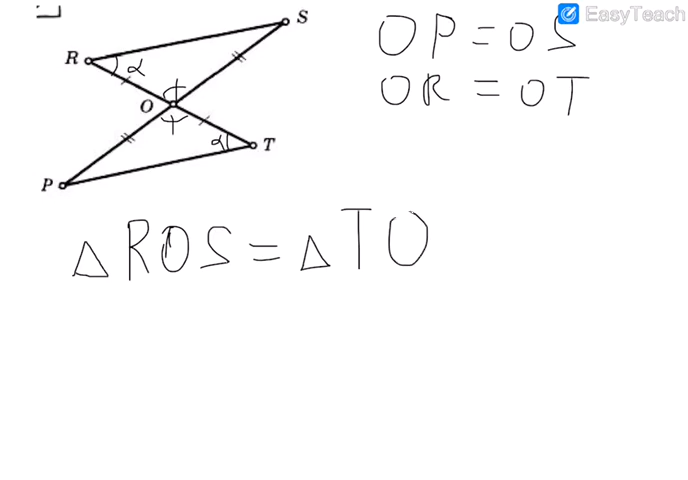 EasyTeach
S
R
α
O
α
T
P
OP = OS
OR = OT
△ROS = △TO